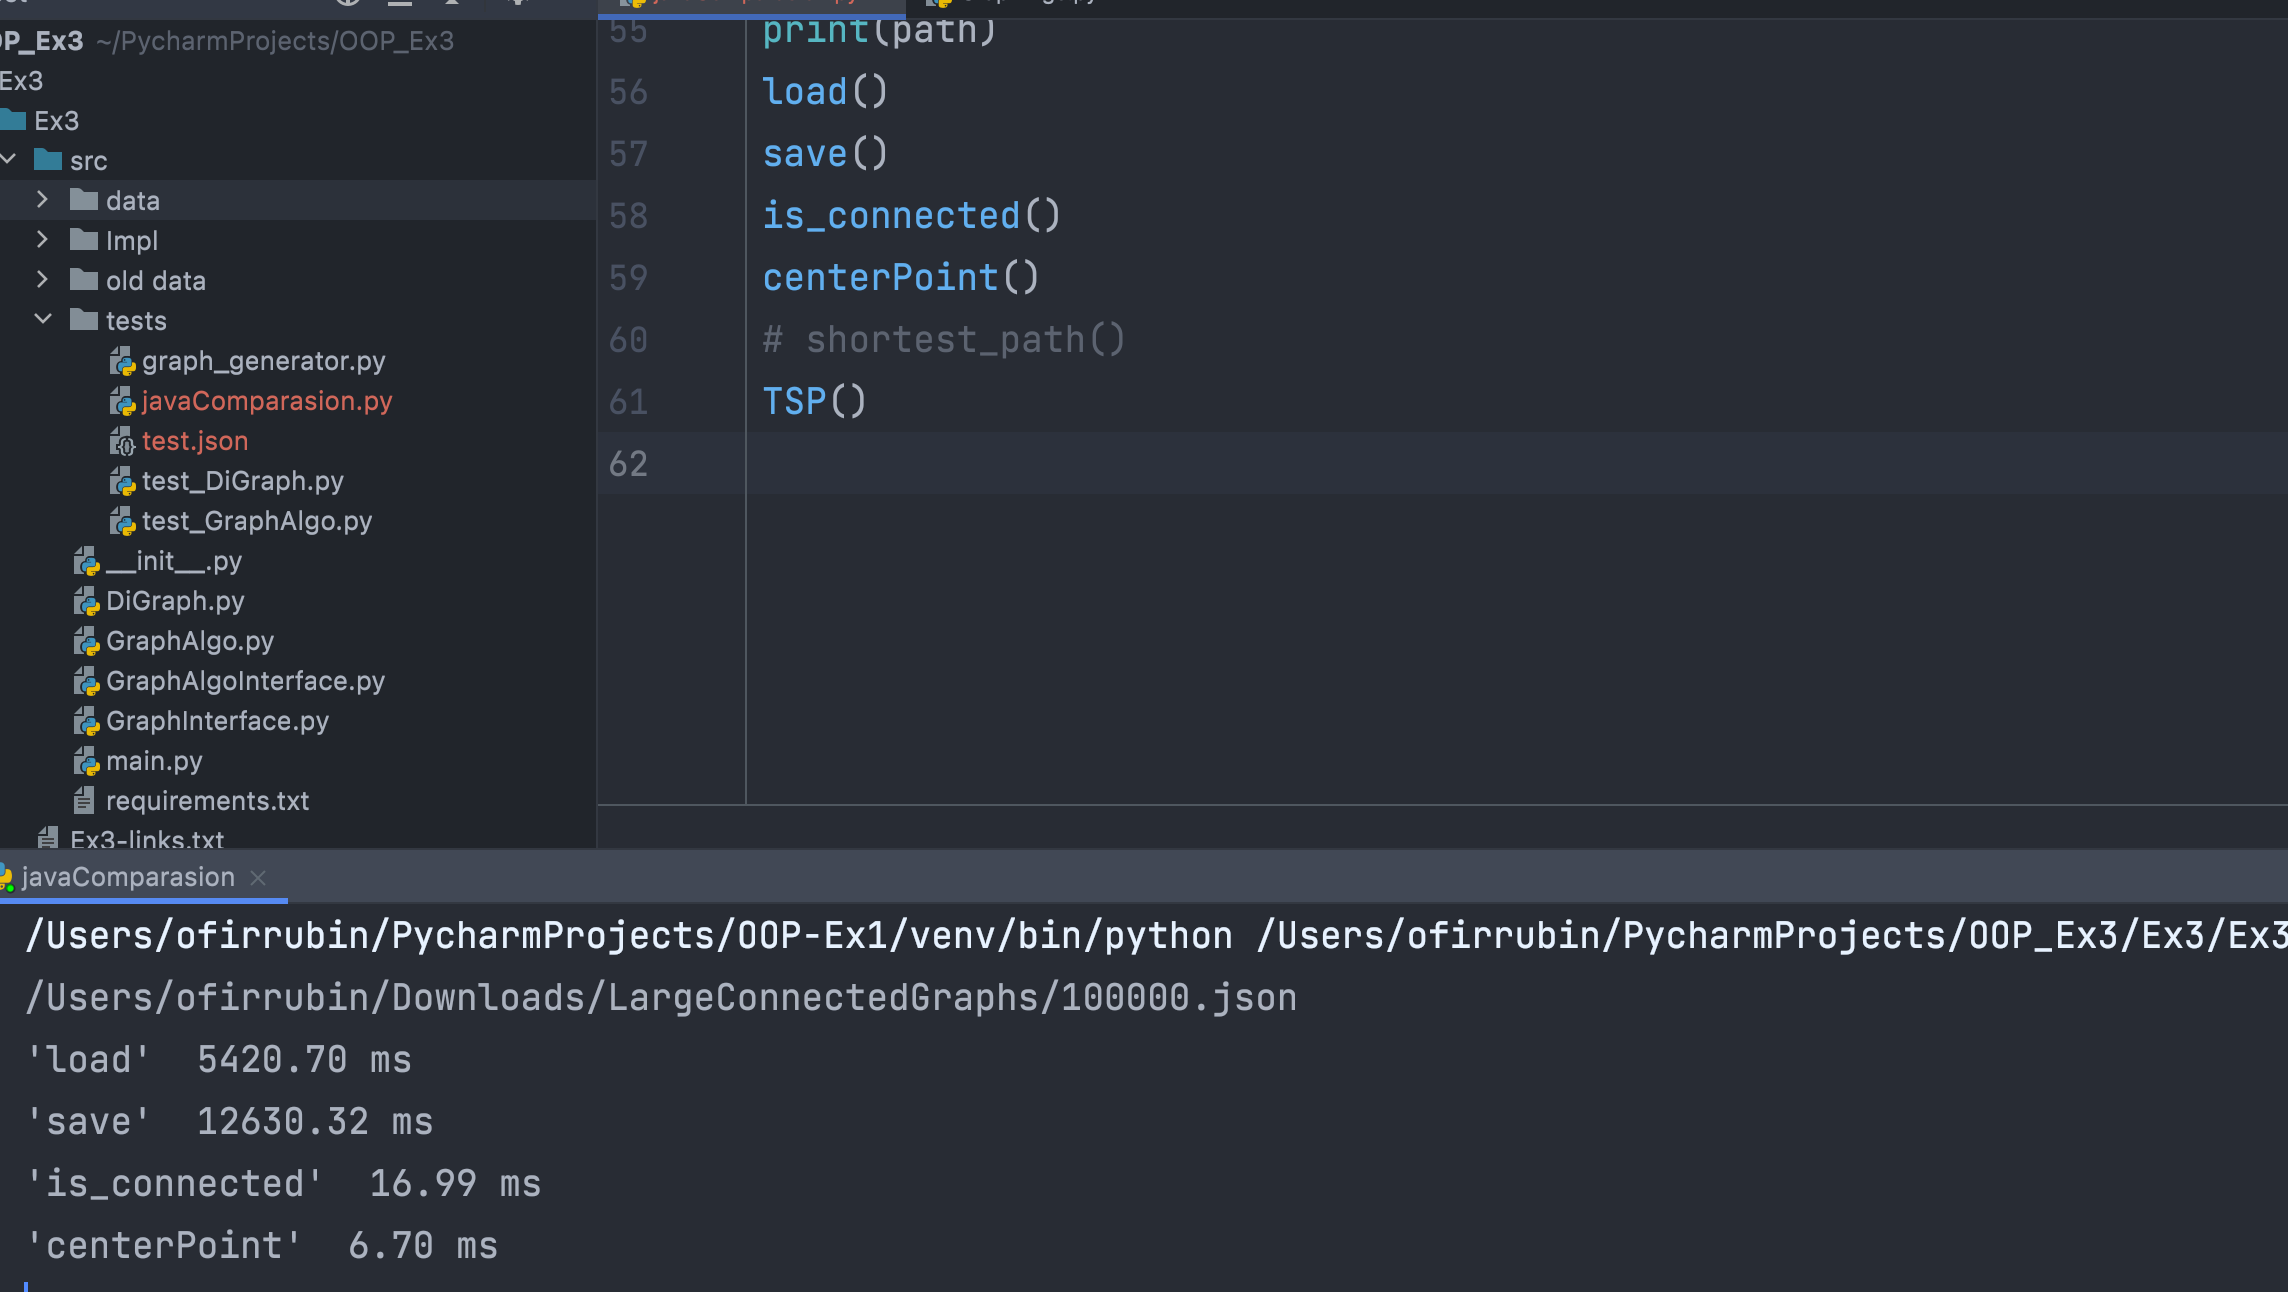 P_Ex3 ~/PycharmProjects/OOP_Ex3
Ex3
Ex3
src
data
Impl
old data
tests
graph_generator.py
javaComparasion.py
test.json
test_DiGraph.py
test_GraphAlgo.py
__init__.py
DiGraph.py
GraphAlgo.py
GraphAlgoInterface.py
GraphInterface.py
main.py
requirements.txt
Ex3-links.txt
55 print(path)
56 load()
57 save()
58 is_connected()
59 centerPoint()
60 # shortest_path()
61 TSP()
62
javaComparasion
/Users/ofirrubin/PycharmProjects/OOP-Ex1/venv/bin/python /Users/ofirrubin/PycharmProjects/OOP_Ex3/Ex3/Ex3
/Users/ofirrubin/Downloads/LargeConnectedGraphs/100000.json
'load'  5420.70 ms
'save'  12630.32 ms
'is_connected'  16.99 ms
'centerPoint'  6.70 ms